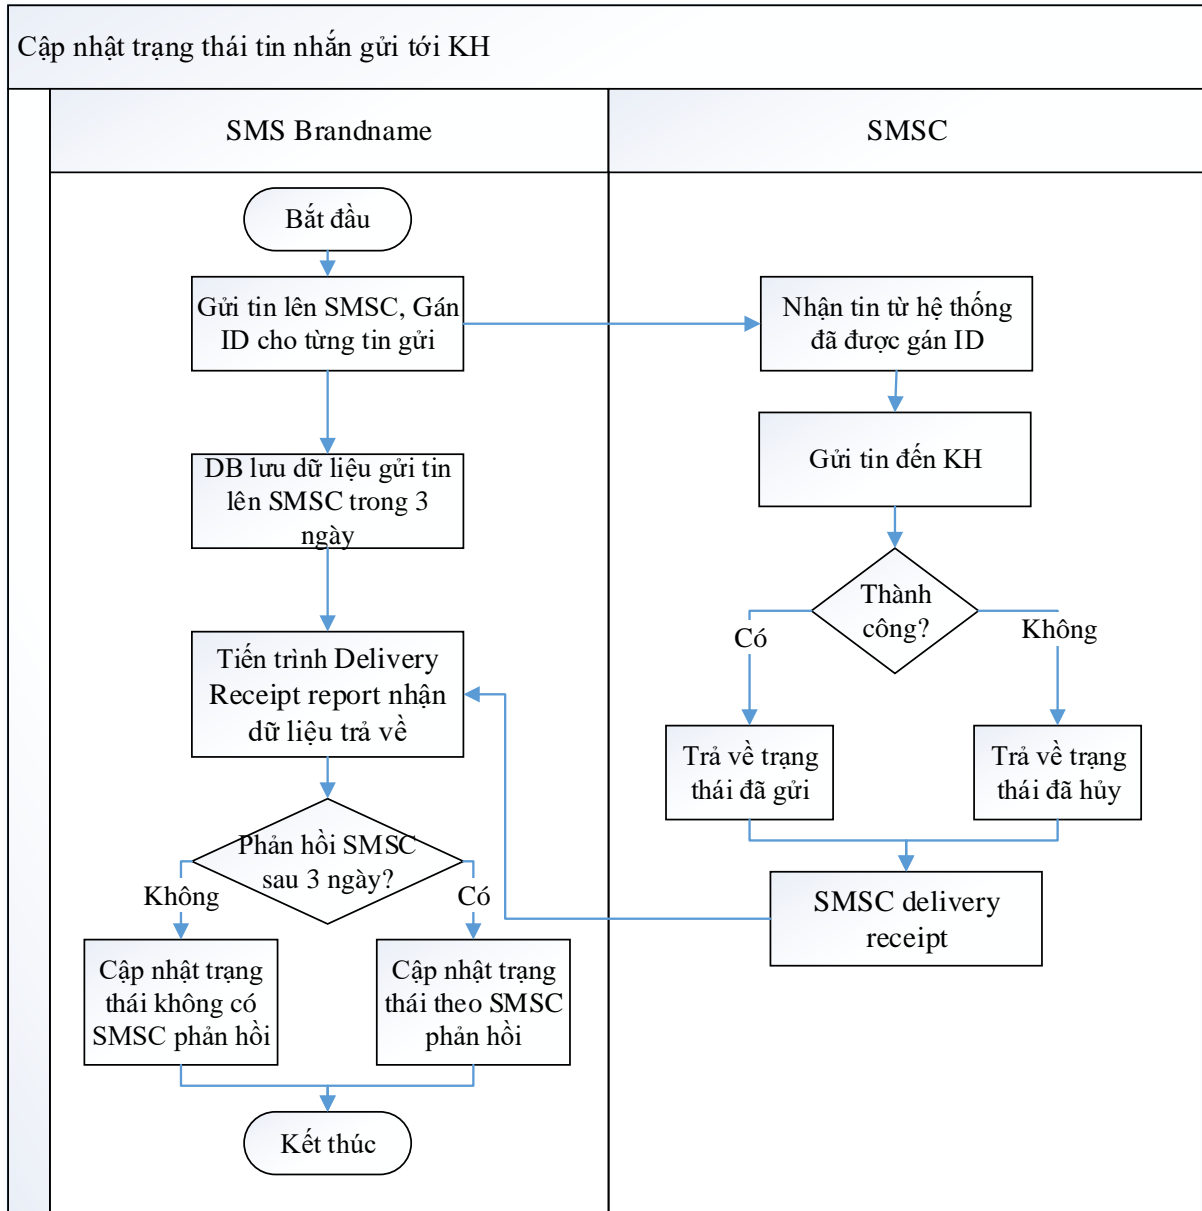 Cập nhật trạng thái tin nhắn gửi tới KH
SMS Brandname
SMSC
Bắt đầu
Gửi tin lên SMSC, Gán
ID cho từng tin gửi
Nhận tin từ hệ thống
đã được gán ID
Gửi tin đến KH
DB lưu dữ liệu gửi tin
lên SMSC trong 3
ngày
Thành
công?
Có
Không
Tiến trình Delivery
Receipt report nhận
dữ liệu trả về
Trả về trạng
thái đã gửi
Trả về trạng
thái đã hủy
Phản hồi SMSC
sau 3 ngày?
Không
Có
SMSC delivery
receipt
Cập nhật trạng
thái không có
SMSC phản hồi
Cập nhật trạng
thái theo SMSC
phản hồi
Kết thúc